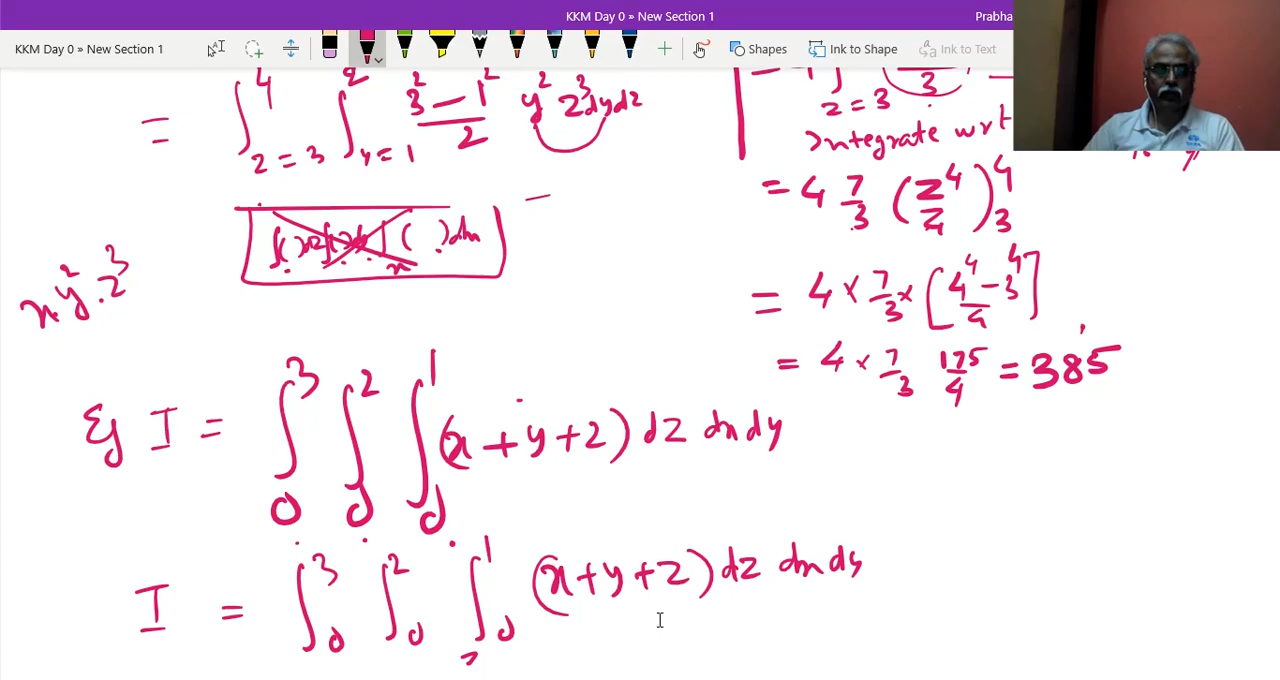 KKM Day 0 » New Section 1
Prabha
KKM Day 0 » New Section 1
Shapes
Ink to Shape
Ink to Text
= ∫_{z=3}^{4} ∫_{y=1}^{2} (3² − 1²)/2 y² z³ dy dz
x y² · z³
z = 3
3
Integrate wrt
= 4 7/3 (z⁴/4)₃⁴
= 4 × 7/3 × [4⁴ − 3⁴ / 4]
= 4 × 7/3 175/4 = 385
Eg I = ∫₀³ ∫₀² ∫₀¹ (x + y + z) dz dx dy
I = ∫₀³ ∫₀² ∫₀¹ (x + y + z) dz dx dy